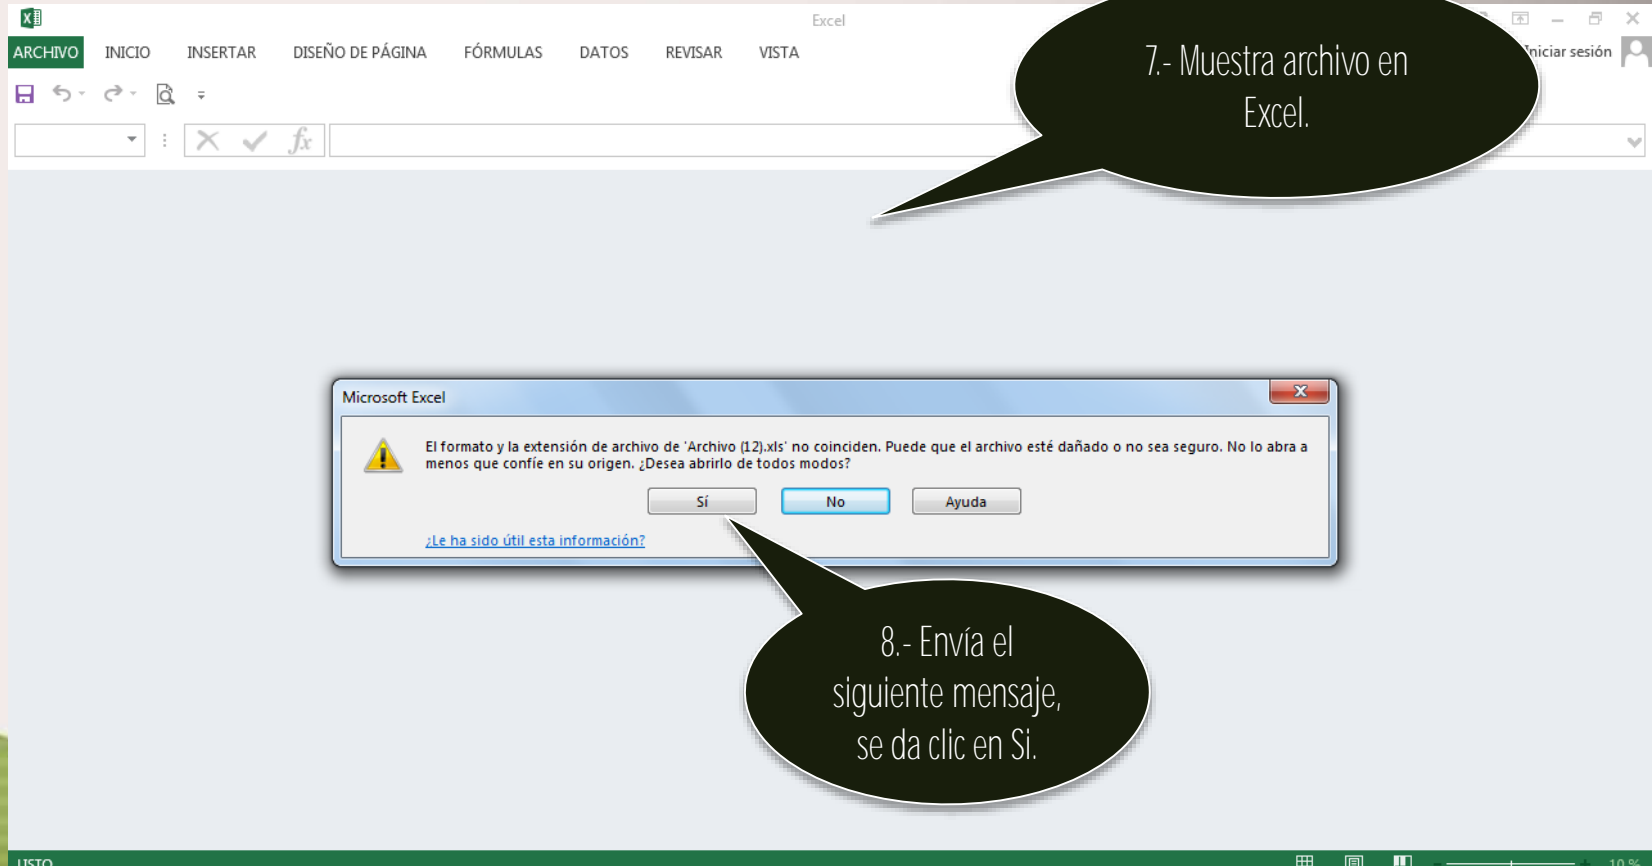 Excel
ARCHIVO INICIO INSERTAR DISEÑO DE PÁGINA FÓRMULAS DATOS REVISAR VISTA
Iniciar sesión
fx
7.- Muestra archivo en
Excel.
Microsoft Excel
El formato y la extensión de archivo de 'Archivo (12).xls' no coinciden. Puede que el archivo esté dañado o no sea seguro. No lo abra a
menos que confíe en su origen. ¿Desea abrirlo de todos modos?
Sí No Ayuda
¿Le ha sido útil esta información?
8.- Envía el
siguiente mensaje,
se da clic en Si.
LISTO
10 %